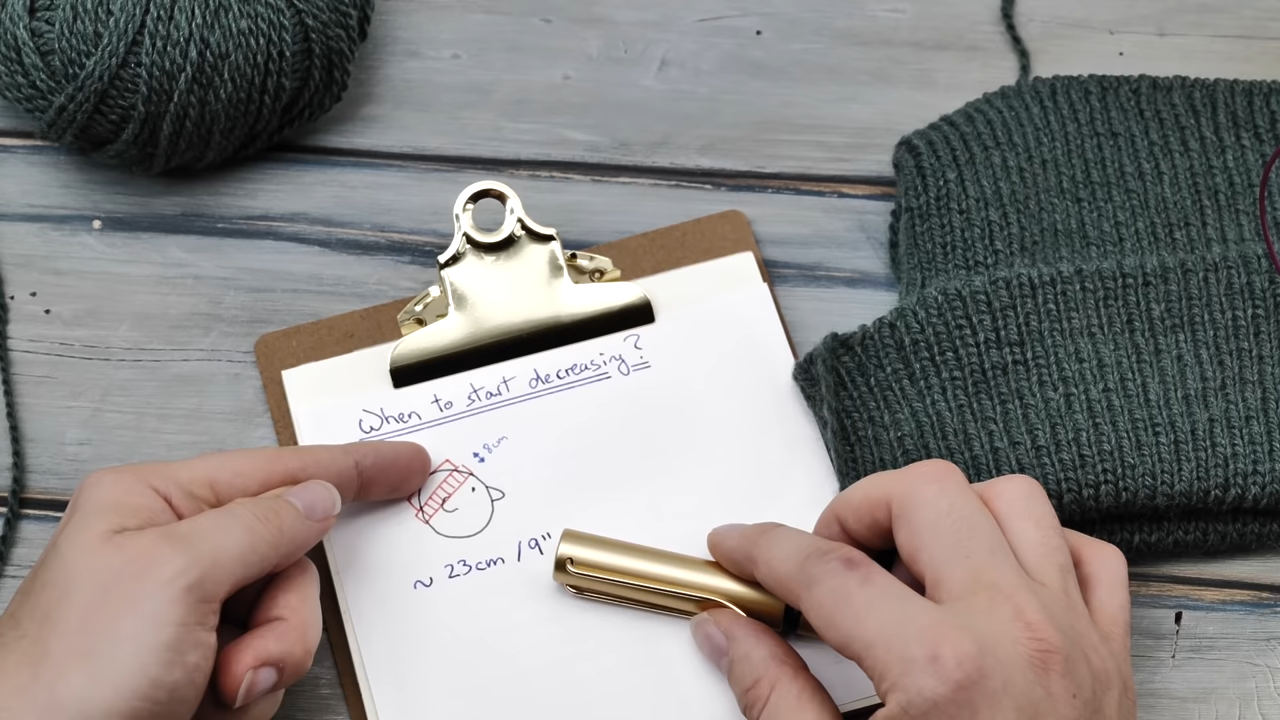 When to start decreasing?
8cm
~ 23cm / 9"